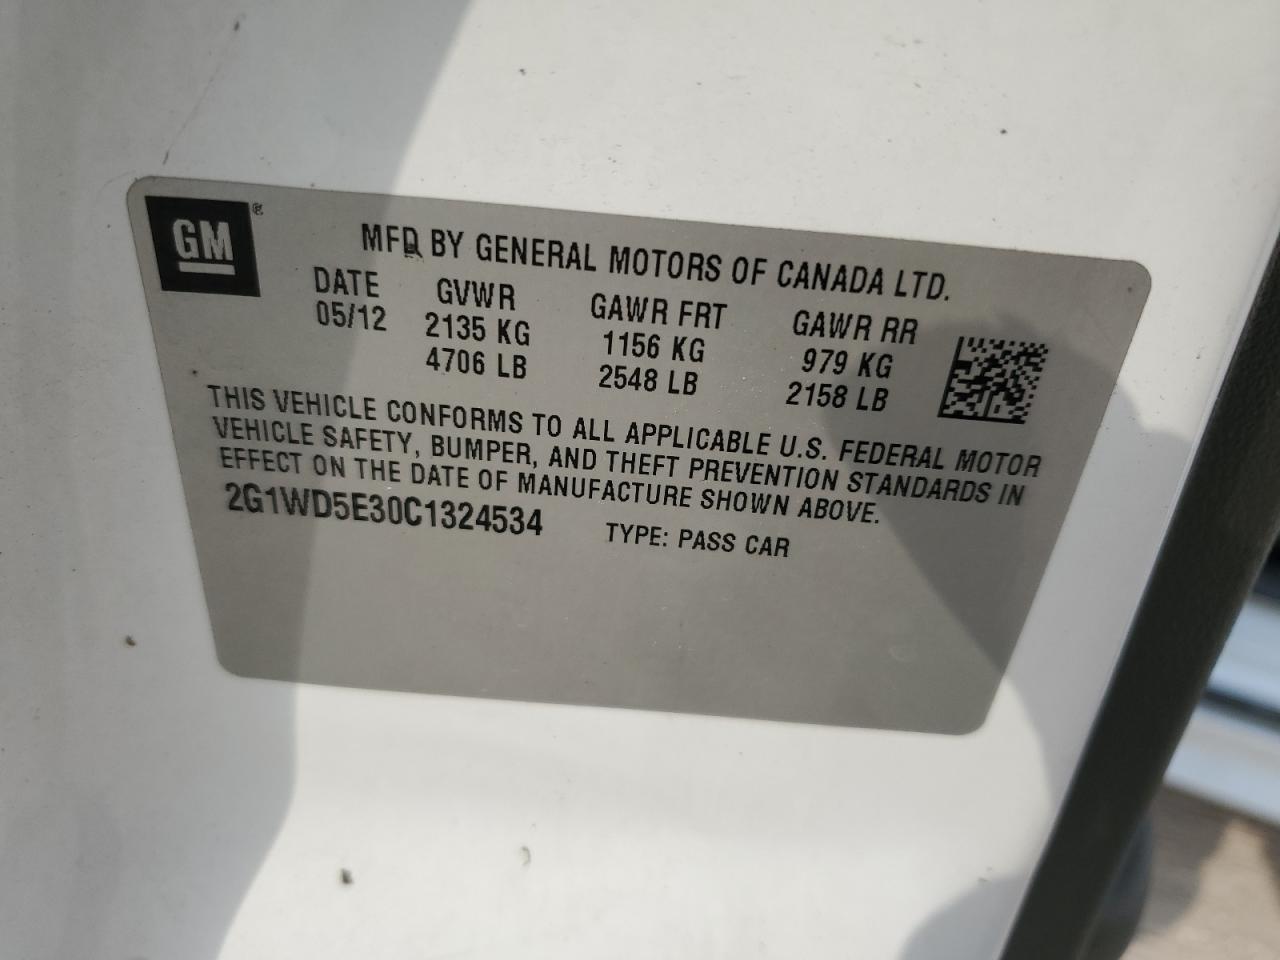 GM ®
MFD BY GENERAL MOTORS OF CANADA LTD.
DATE GVWR GAWR FRT GAWR RR
05/12 2135 KG 1156 KG 979 KG
4706 LB 2548 LB 2158 LB
THIS VEHICLE CONFORMS TO ALL APPLICABLE U.S. FEDERAL MOTOR
VEHICLE SAFETY, BUMPER, AND THEFT PREVENTION STANDARDS IN
EFFECT ON THE DATE OF MANUFACTURE SHOWN ABOVE.
2G1WD5E30C1324534 TYPE: PASS CAR